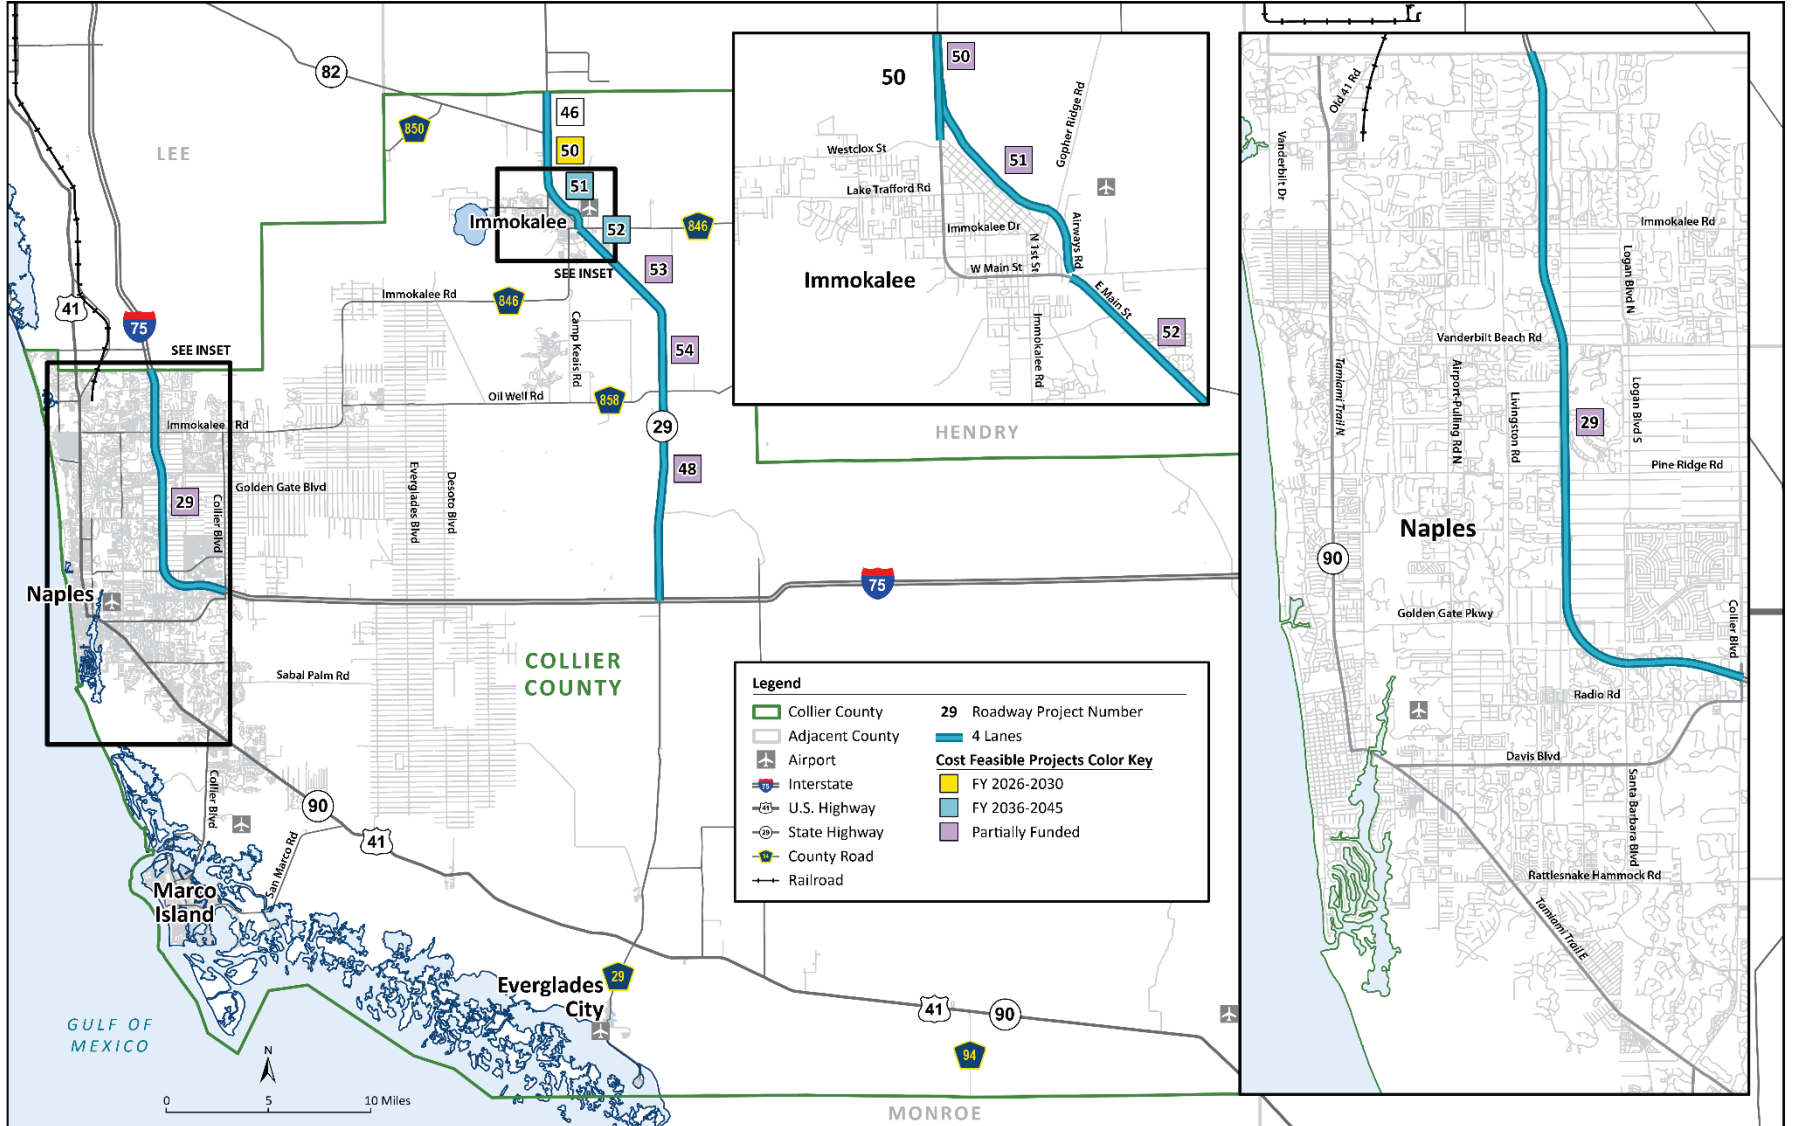 82
850
LEE
46
50
51
52
Immokalee
846
SEE INSET
53
Immokalee Rd
846
41
75
SEE INSET
Camp Keais Rd
54
Oil Well Rd
858
29
Immokalee Rd
HENDRY
48
Golden Gate Blvd
Everglades Blvd
Desoto Blvd
29
Collier Blvd
Naples
75
COLLIER
COUNTY
Sabal Palm Rd
Collier Blvd
90
41
San Marco Rd
Marco
Island
Everglades
City
29
41
90
94
GULF OF
MEXICO
N
0 5 10 Miles
MONROE
50
50
Gopher Ridge Rd
Westclox St
51
Lake Trafford Rd
Immokalee Dr
N 1st St
Airways Rd
W Main St
Immokalee
E Main St
52
Immokalee Rd
Legend
Collier County
Adjacent County
Airport
75 Interstate
41 U.S. Highway
29 State Highway
14 County Road
Railroad
29 Roadway Project Number
4 Lanes
Cost Feasible Projects Color Key
FY 2026-2030
FY 2036-2045
Partially Funded
Old 41 Rd
Vanderbilt Dr
Immokalee Rd
Logan Blvd N
Vanderbilt Beach Rd
Tamiami Trail N
Airport-Pulling Rd N
Livingston Rd
Logan Blvd S
29
Pine Ridge Rd
Naples
90
Golden Gate Pkwy
Collier Blvd
Radio Rd
Davis Blvd
Santa Barbara Blvd
Rattlesnake Hammock Rd
Tamiami Trail E